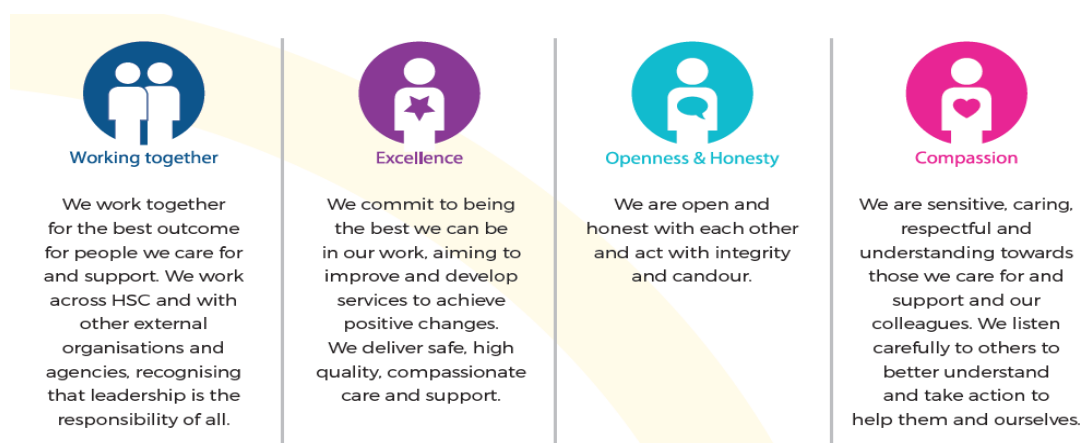 Working together
We work together
for the best outcome
for people we care for
and support. We work
across HSC and with
other external
organisations and
agencies, recognising
that leadership is the
responsibility of all.
Excellence
We commit to being
the best we can be
in our work, aiming to
improve and develop
services to achieve
positive changes.
We deliver safe, high
quality, compassionate
care and support.
Openness & Honesty
We are open and
honest with each other
and act with integrity
and candour.
Compassion
We are sensitive, caring,
respectful and
understanding towards
those we care for and
support and our
colleagues. We listen
carefully to others to
better understand
and take action to
help them and ourselves.